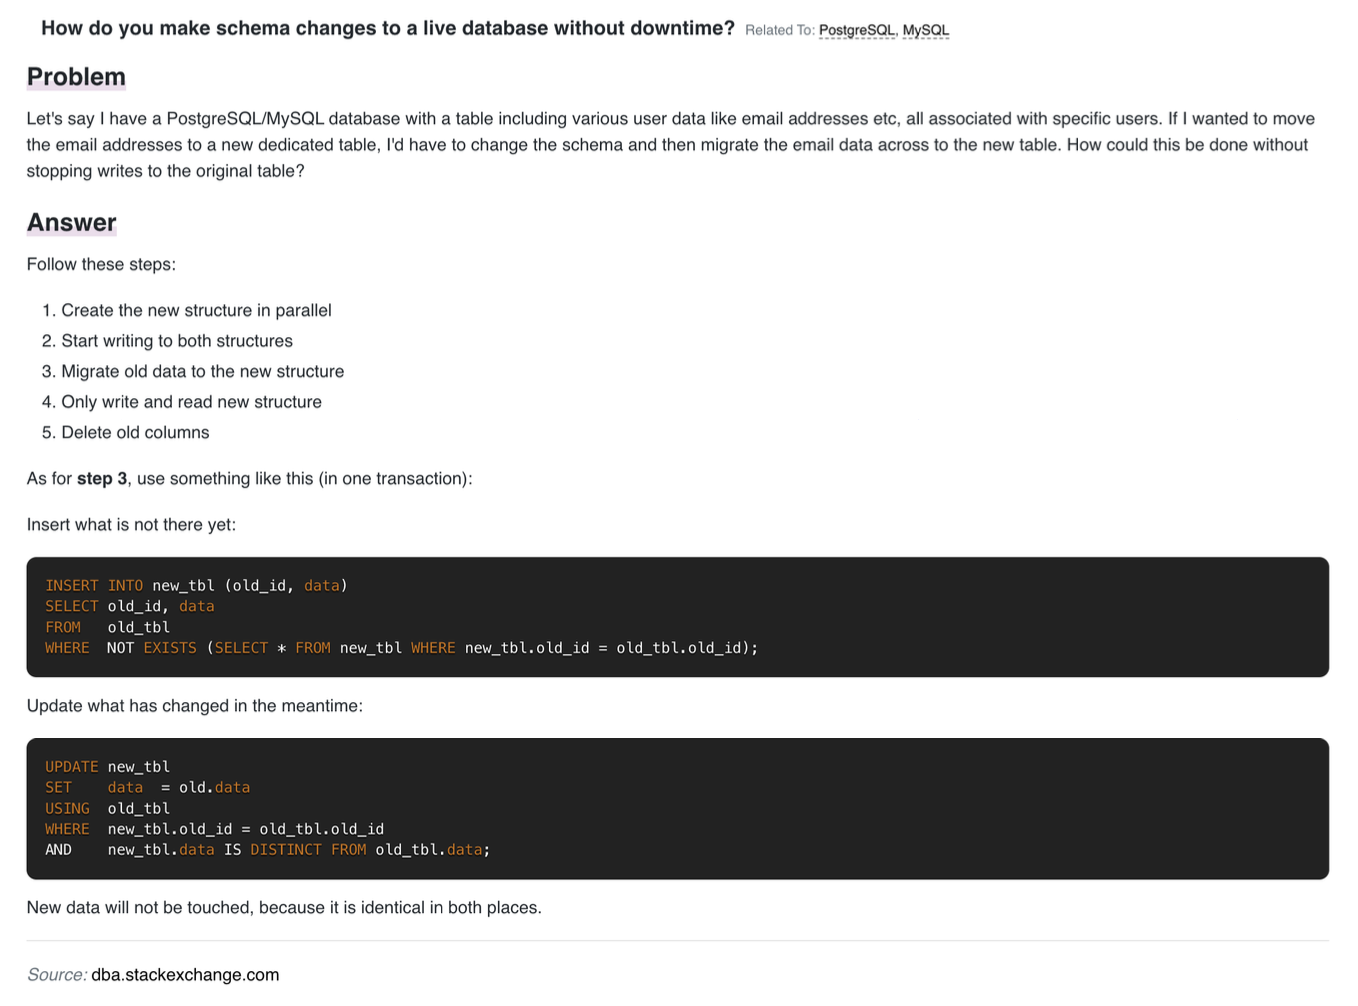 How do you make schema changes to a live database without downtime? Related To: PostgreSQL, MySQL
Problem
Let's say I have a PostgreSQL/MySQL database with a table including various user data like email addresses etc, all associated with specific users. If I wanted to move
the email addresses to a new dedicated table, I'd have to change the schema and then migrate the email data across to the new table. How could this be done without
stopping writes to the original table?
Answer
Follow these steps:
1. Create the new structure in parallel
2. Start writing to both structures
3. Migrate old data to the new structure
4. Only write and read new structure
5. Delete old columns
As for step 3, use something like this (in one transaction):
Insert what is not there yet:
INSERT INTO new_tbl (old_id, data)
SELECT old_id, data
FROM   old_tbl
WHERE  NOT EXISTS (SELECT * FROM new_tbl WHERE new_tbl.old_id = old_tbl.old_id);
Update what has changed in the meantime:
UPDATE new_tbl
SET    data  = old.data
USING  old_tbl
WHERE  new_tbl.old_id = old_tbl.old_id
AND    new_tbl.data IS DISTINCT FROM old_tbl.data;
New data will not be touched, because it is identical in both places.
Source: dba.stackexchange.com